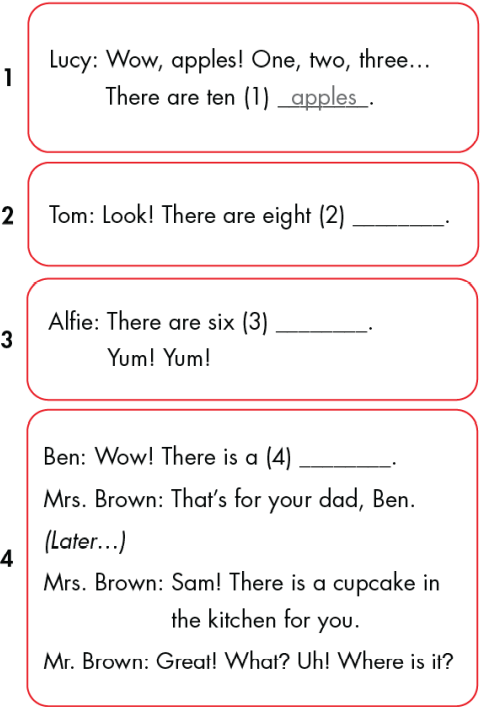 1
Lucy: Wow, apples! One, two, three…
There are ten (1) apples.
2
Tom: Look! There are eight (2) ________.
3
Alfie: There are six (3) ________.
Yum! Yum!
4
Ben: Wow! There is a (4) ________.
Mrs. Brown: That's for your dad, Ben.
(Later…)
Mrs. Brown: Sam! There is a cupcake in
the kitchen for you.
Mr. Brown: Great! What? Uh! Where is it?